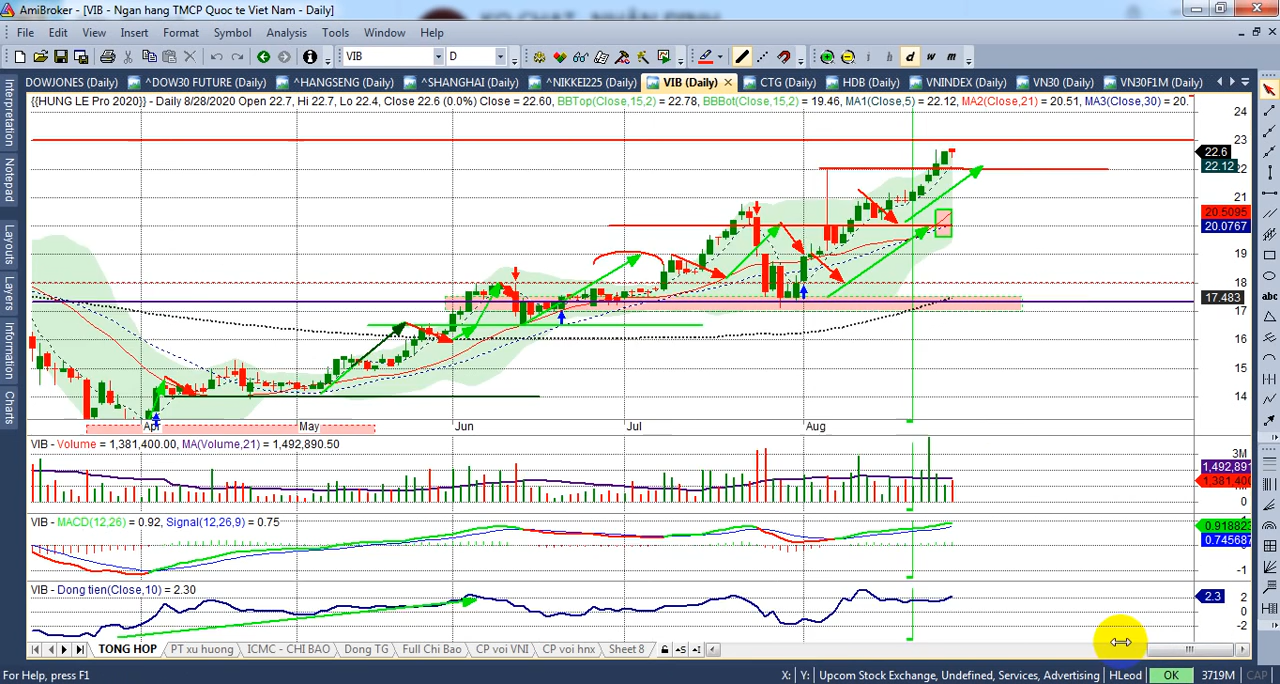 AmiBroker - [VIB - Ngan hang TMCP Quoc te Viet Nam - Daily]
File Edit View Insert Format Symbol Analysis Tools Window Help
VIB D i h d w m
DOWJONES (Daily) ^DOW30 FUTURE (Daily) ^HANGSENG (Daily) ^SHANGHAI (Daily) ^NIKKEI225 (Daily) VIB (Daily) CTG (Daily) HDB (Daily) VNINDEX (Daily) VN30 (Daily) VN30F1M (Daily)
{{HUNG LE Pro 2020}} - Daily 8/28/2020 Open 22.7, Hi 22.7, Lo 22.4, Close 22.6 (0.0%) Close = 22.60, BBTop(Close,15,2) = 22.78, BBBot(Close,15,2) = 19.46, MA1(Close,5) = 22.12, MA2(Close,21) = 20.51, MA3(Close,30) = 20.
Interpretation
Notepad
Layouts
Layers
Information
Charts
24
23
22.6
22.12
22
21
20.5095
20.0767
19
18
17.483
17
16
15
14
Apr May Jun Jul Aug
VIB - Volume = 1,381,400.00, MA(Volume,21) = 1,492,890.50
3M
1,492,891
1,381,400
0
VIB - MACD(12,26) = 0.92, Signal(12,26,9) = 0.75
0.918823
0.745687
-1
VIB - Dong tien(Close,10) = 2.30
2.3
2
0
-2
TONG HOP PT xu huong ICMC - CHI BAO Dong TG Full Chi Bao CP voi VNI CP voi hnx Sheet 8
abc
For Help, press F1 X: Y: Upcom Stock Exchange, Undefined, Services, Advertising HLeod OK 3719M CAP